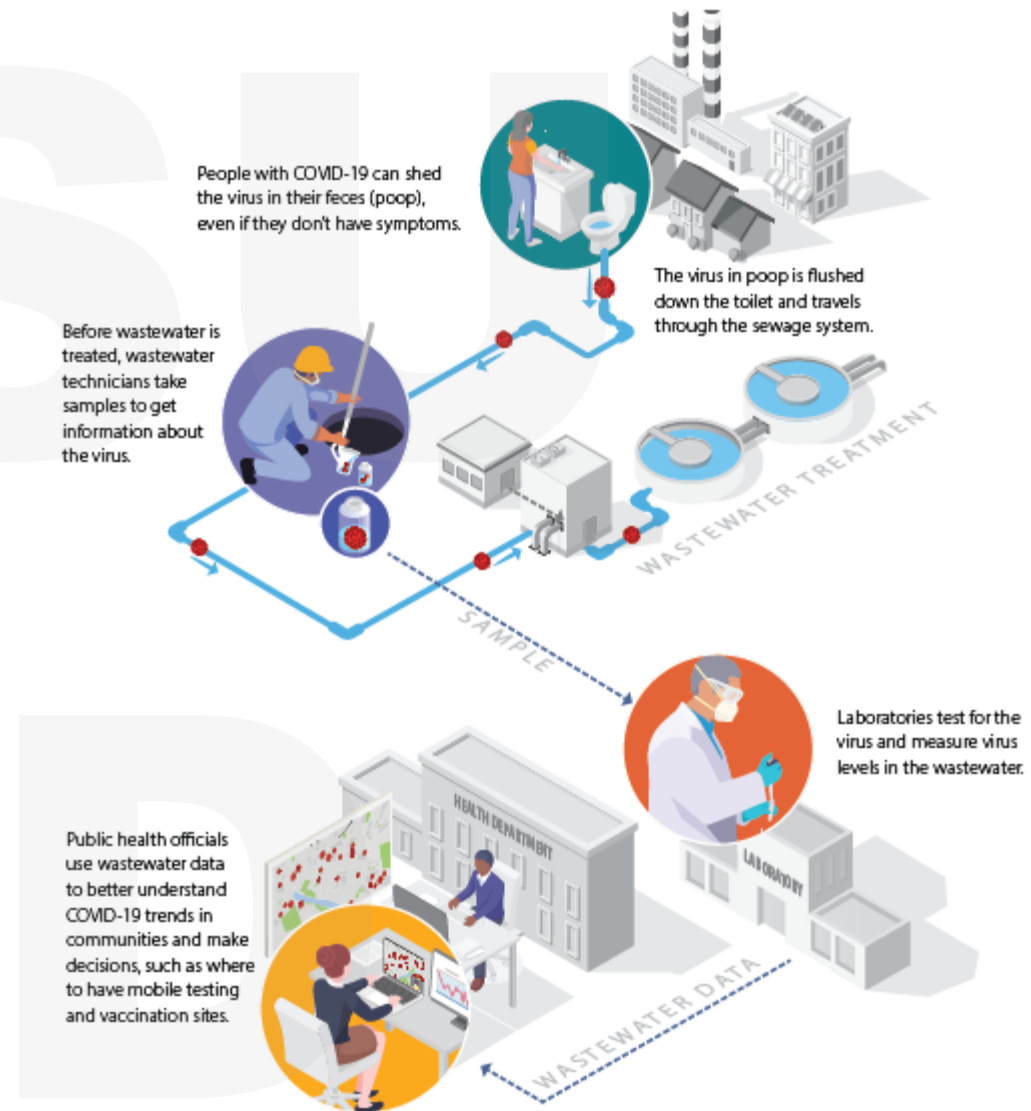 People with COVID-19 can shed
the virus in their feces (poop),
even if they don't have symptoms.
The virus in poop is flushed
down the toilet and travels
through the sewage system.
Before wastewater is
treated, wastewater
technicians take
samples to get
information about
the virus.
WASTEWATER TREATMENT
SAMPLE
Laboratories test for the
virus and measure virus
levels in the wastewater.
HEALTH DEPARTMENT
LABORATORY
Public health officials
use wastewater data
to better understand
COVID-19 trends in
communities and make
decisions, such as where
to have mobile testing
and vaccination sites.
WASTEWATER DATA